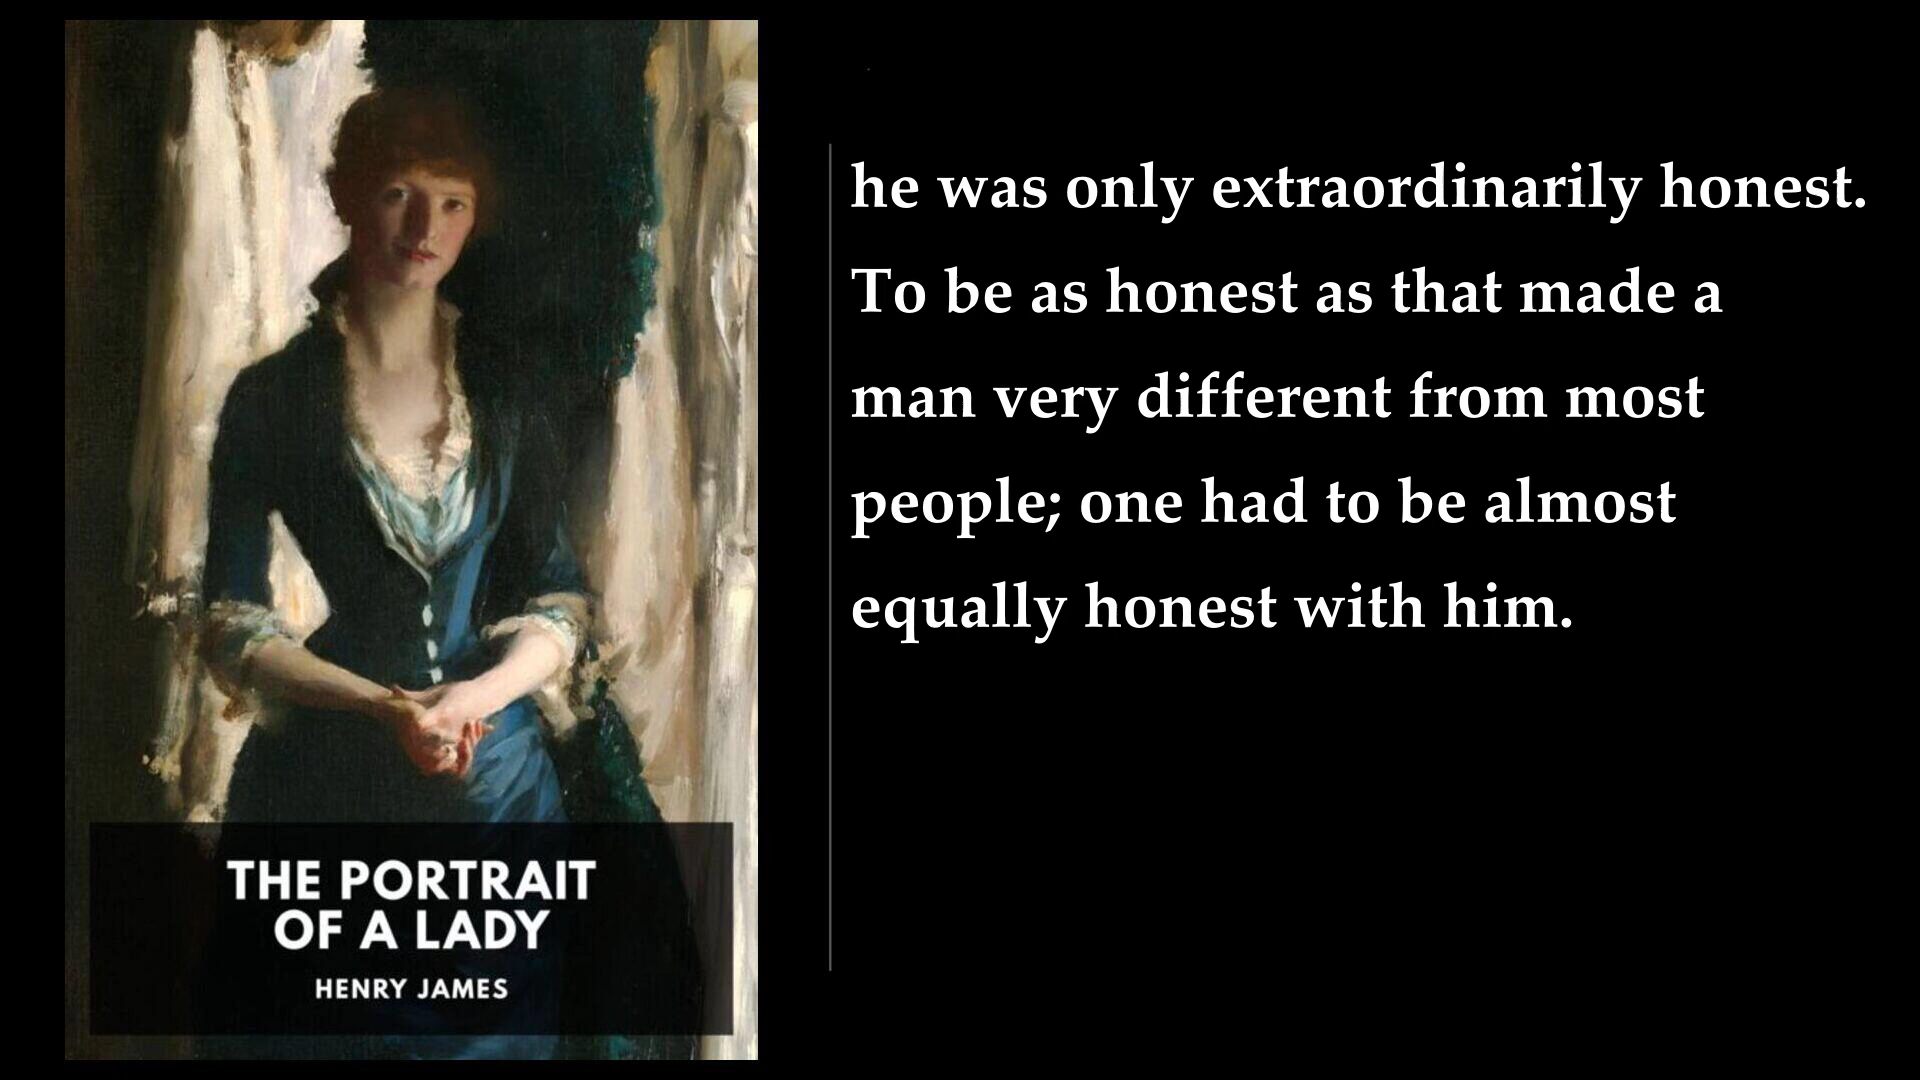 he was only extraordinarily honest.
To be as honest as that made a
man very different from most
people; one had to be almost
equally honest with him.
THE PORTRAIT
OF A LADY
HENRY JAMES